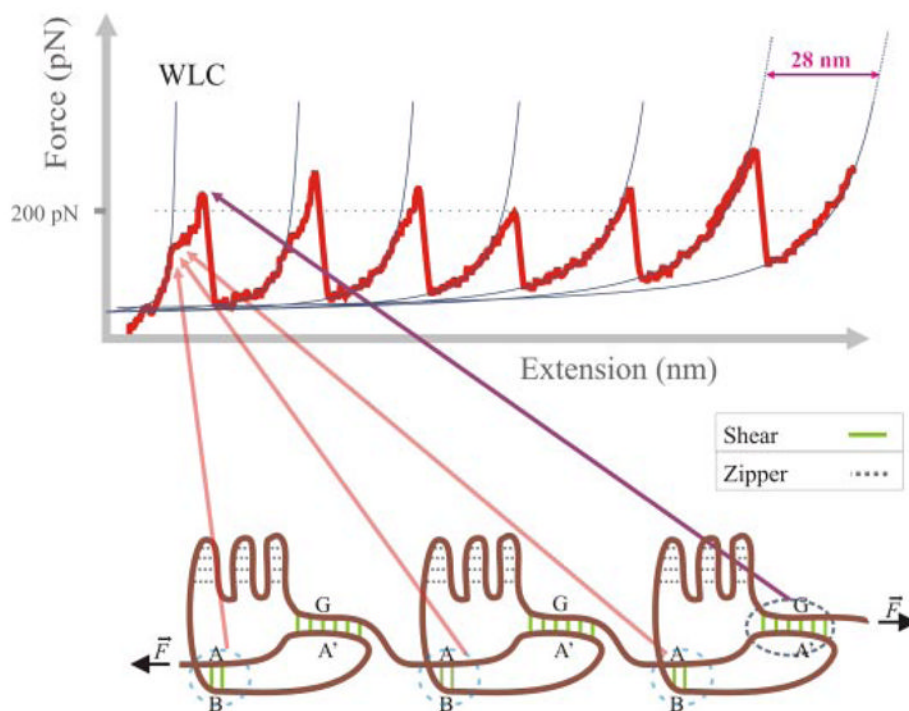 WLC
28 nm
Force (pN)
200 pN
Extension (nm)
Shear
Zipper
G G G
F⃗ F⃗
A A' A A' A A'
B B B